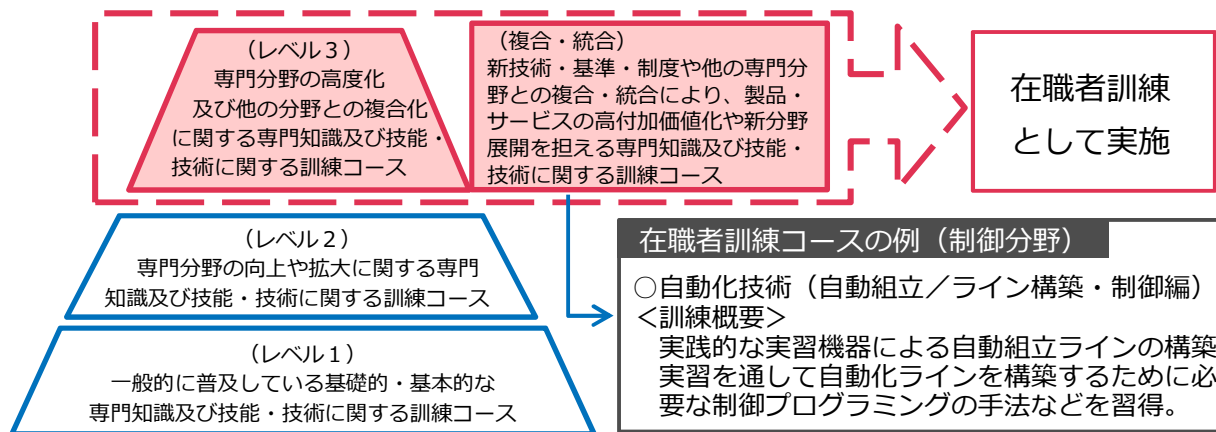 (レベル3)
専門分野の高度化
及び他の分野との複合化
に関する専門知識及び技能・
技術に関する訓練コース
(複合・統合)
新技術・基準・制度や他の専門分
野との複合・統合により、製品・
サービスの高付加価値化や新分野
展開を担える専門知識及び技能・
技術に関する訓練コース
在職者訓練
として実施
(レベル2)
専門分野の向上や拡大に関する専門
知識及び技能・技術に関する訓練コース
(レベル1)
一般的に普及している基礎的・基本的な
専門知識及び技能・技術に関する訓練コース
在職者訓練コースの例(制御分野)
○自動化技術(自動組立/ライン構築・制御編)
<訓練概要>
実践的な実習機器による自動組立ラインの構築
実習を通して自動化ラインを構築するために必
要な制御プログラミングの手法などを習得。